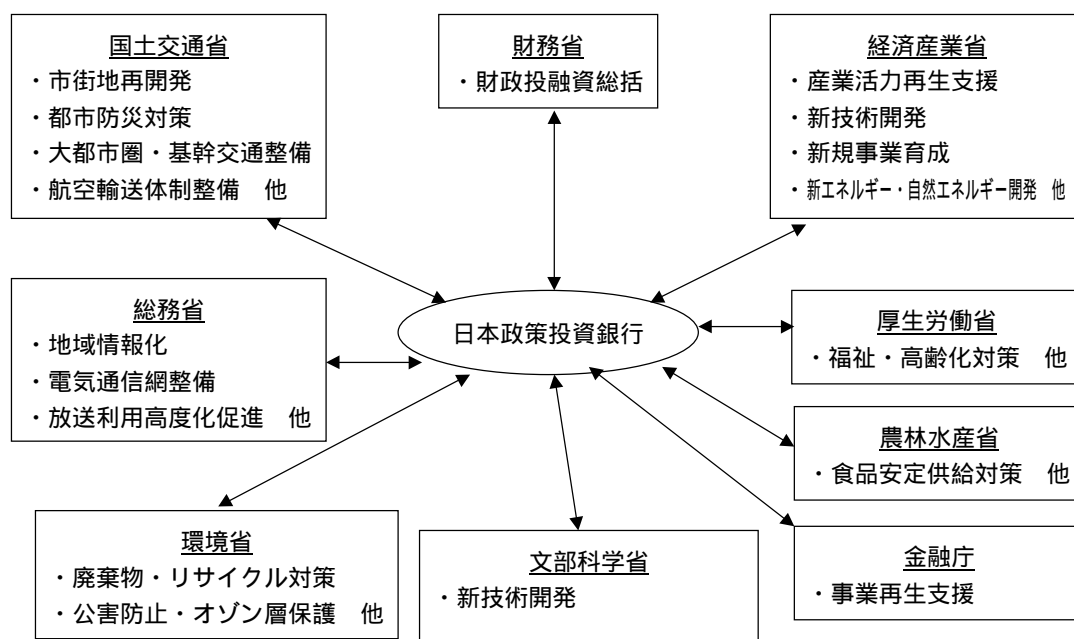 国土交通省
・市街地再開発
・都市防災対策
・大都市圏・基幹交通整備
・航空輸送体制整備　他
財務省
・財政投融資総括
経済産業省
・産業活力再生支援
・新技術開発
・新規事業育成
・新エネルギー・自然エネルギー開発　他
総務省
・地域情報化
・電気通信網整備
・放送利用高度化促進　他
日本政策投資銀行
厚生労働省
・福祉・高齢化対策　他
農林水産省
・食品安定供給対策　他
環境省
・廃棄物・リサイクル対策
・公害防止・オゾン層保護　他
文部科学省
・新技術開発
金融庁
・事業再生支援